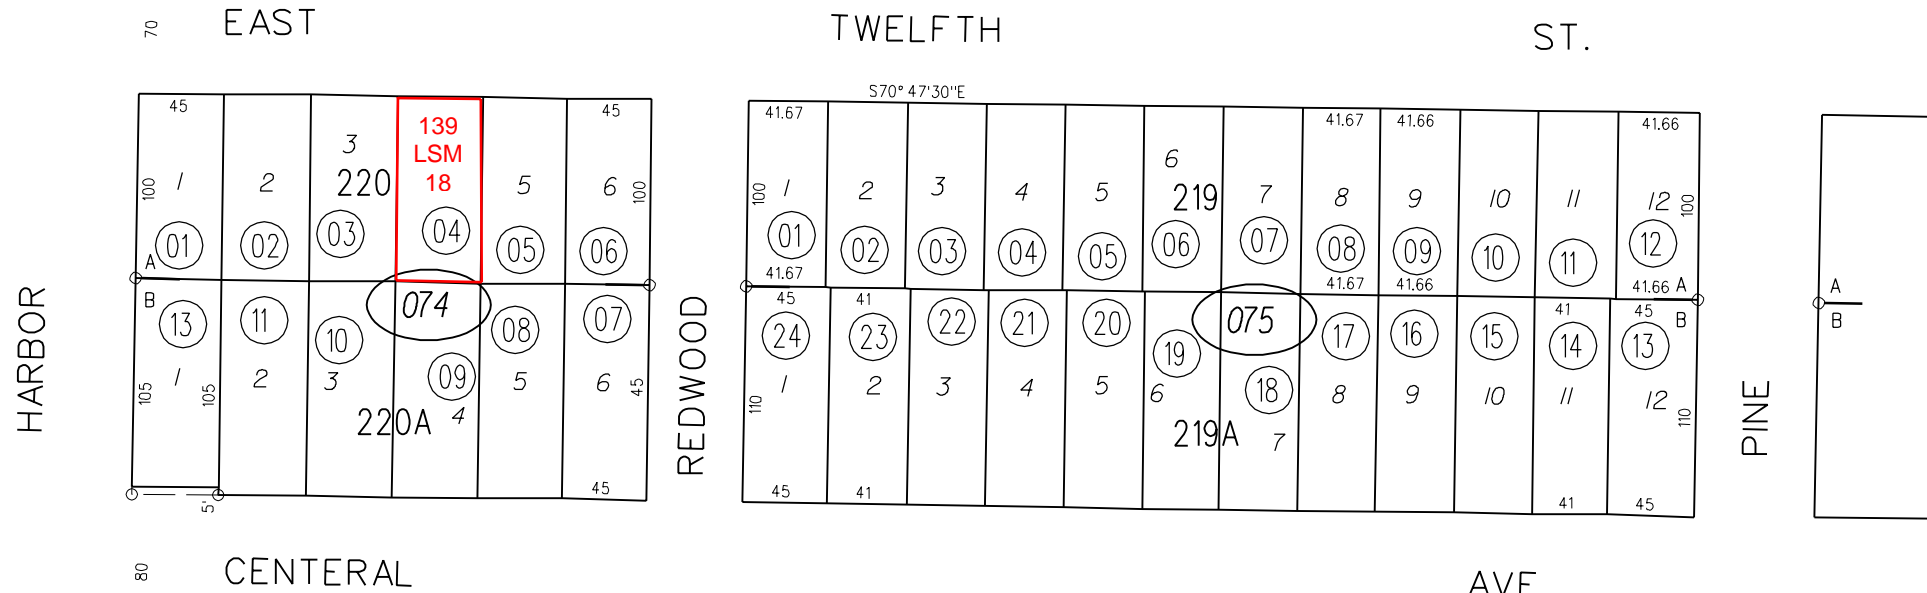 70 EAST TWELFTH ST.
S70° 47'30"E
45 45 41.67 41.67 41.66 41.66
139
LSM
18
3 6
220 219
1 2 5 6 1 2 3 4 5 7 8 9 10 11 12
100 100 100 100
01 02 03 04 05 06 01 02 03 04 05 06 07 08 09 10 11 12
A 41.67 41.67 41.66 41.66 A A
B 45 41 41 45 B B
074 075
13 11 10 08 07 24 23 22 21 20 19 17 16 15 14 13
09 18
1 2 3 5 6 1 2 3 4 5 6 8 9 10 11 12
105 105 45 110 110
4 7
220A 219A
45 45 41 41 45
5'
HARBOR
REDWOOD
PINE
80 CENTERAL AVE